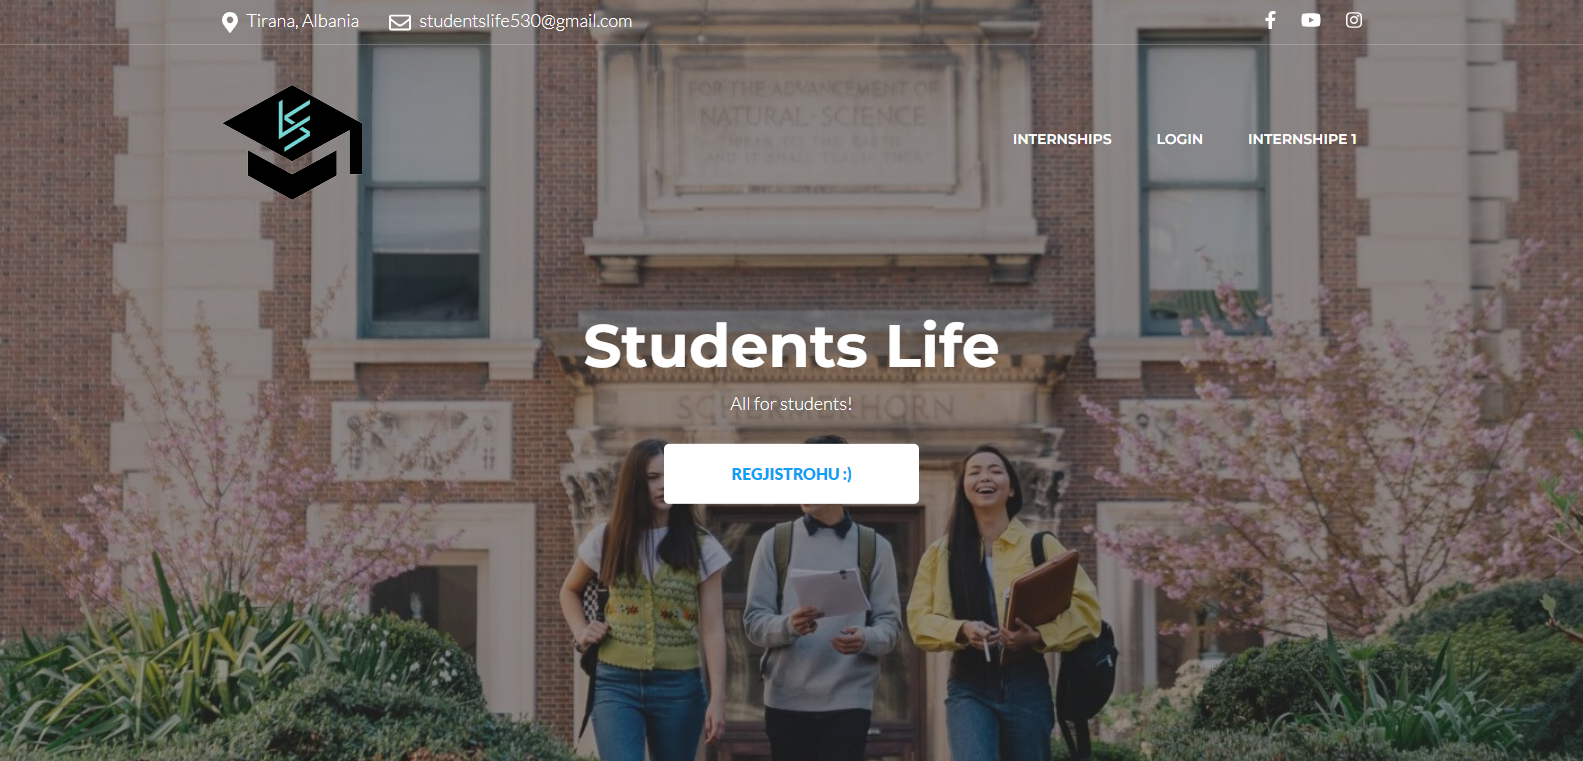 Tirana, Albania
studentslife530@gmail.com
INTERNSHIPS
LOGIN
INTERNSHIPE 1
FOR THE ADVANCEMENT OF
NATURAL · SCIENCE
SPEAK TO THE EARTH
AND IT SHALL TEACH THEE
Students Life
All for students!
REGJISTROHU :)